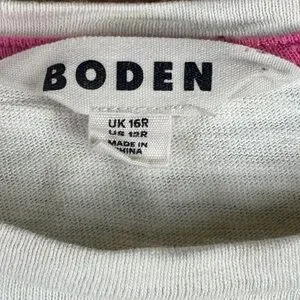 BODEN
UK 16R
US 12R
MADE IN
CHINA